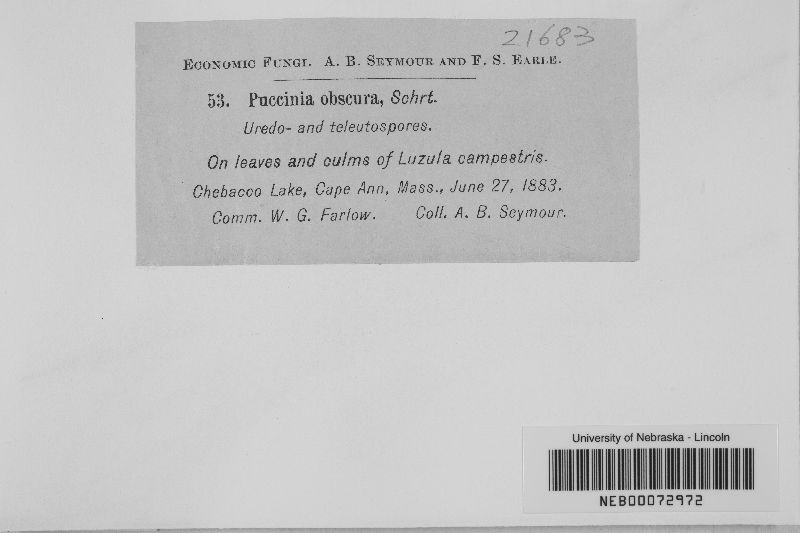 21683
ECONOMIC FUNGI. A. B. SEYMOUR AND F. S. EARLE.
53. Puccinia obscura, Schrt.
Uredo- and teleutospores.
On leaves and culms of Luzula campestris.
Chebacco Lake, Cape Ann, Mass., June 27, 1883.
Comm. W. G. Farlow. Coll. A. B. Seymour.
University of Nebraska - Lincoln
NEB00072972